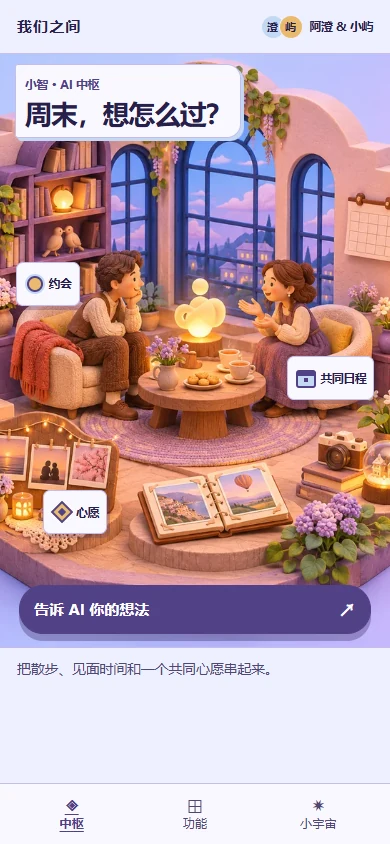 我们之间
澄 屿 阿澄 & 小屿
小智 • AI 中枢
周末，想怎么过？
约会
共同日程
心愿
告诉 AI 你的想法
把散步、见面时间和一个共同心愿串起来。
中枢 功能 小宇宙